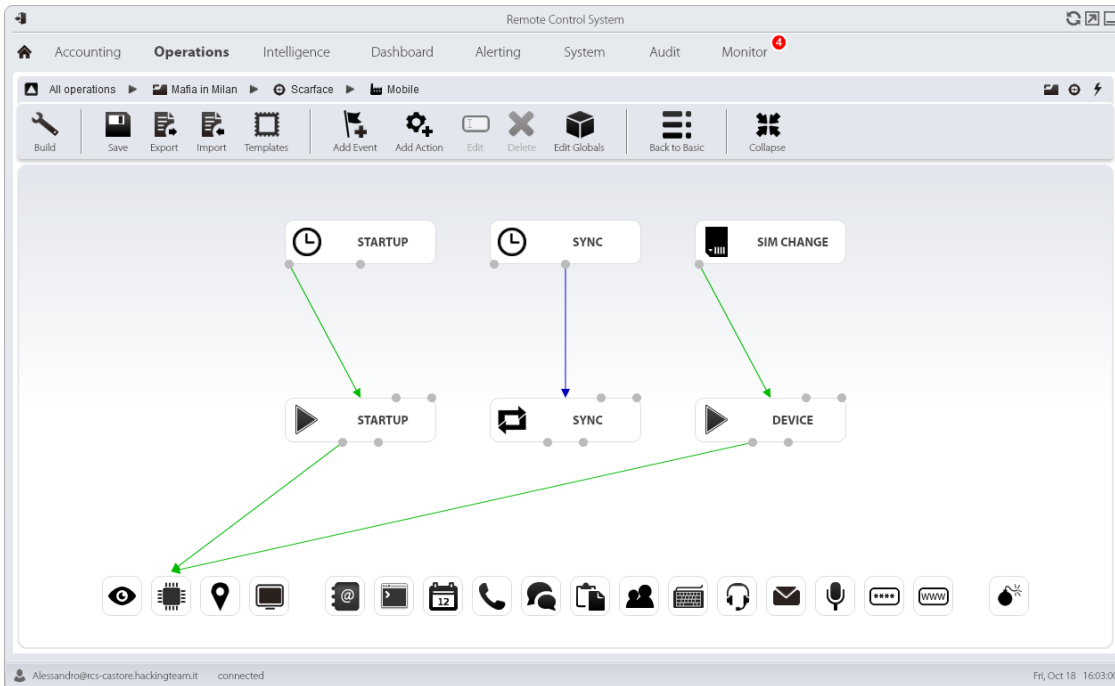 Remote Control System
Accounting Operations Intelligence Dashboard Alerting System Audit Monitor 4
All operations Mafia in Milan Scarface Mobile
Build Save Export Import Templates Add Event Add Action Edit Delete Edit Globals Back to Basic Collapse
STARTUP SYNC SIM CHANGE
STARTUP SYNC DEVICE
@ 12 **** WWW
Alessandro@rcs-castore.hackingteam.it connected Fri, Oct 18 16:03:00